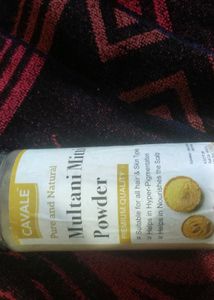 CAVALE
Pure and Natural
Multani Mitti
Powder
PREMIUM QUALITY
Suitable for all hair & Skin Type
Helps in Hyper-Pigmentation
Helps in Nourishes the Scalp